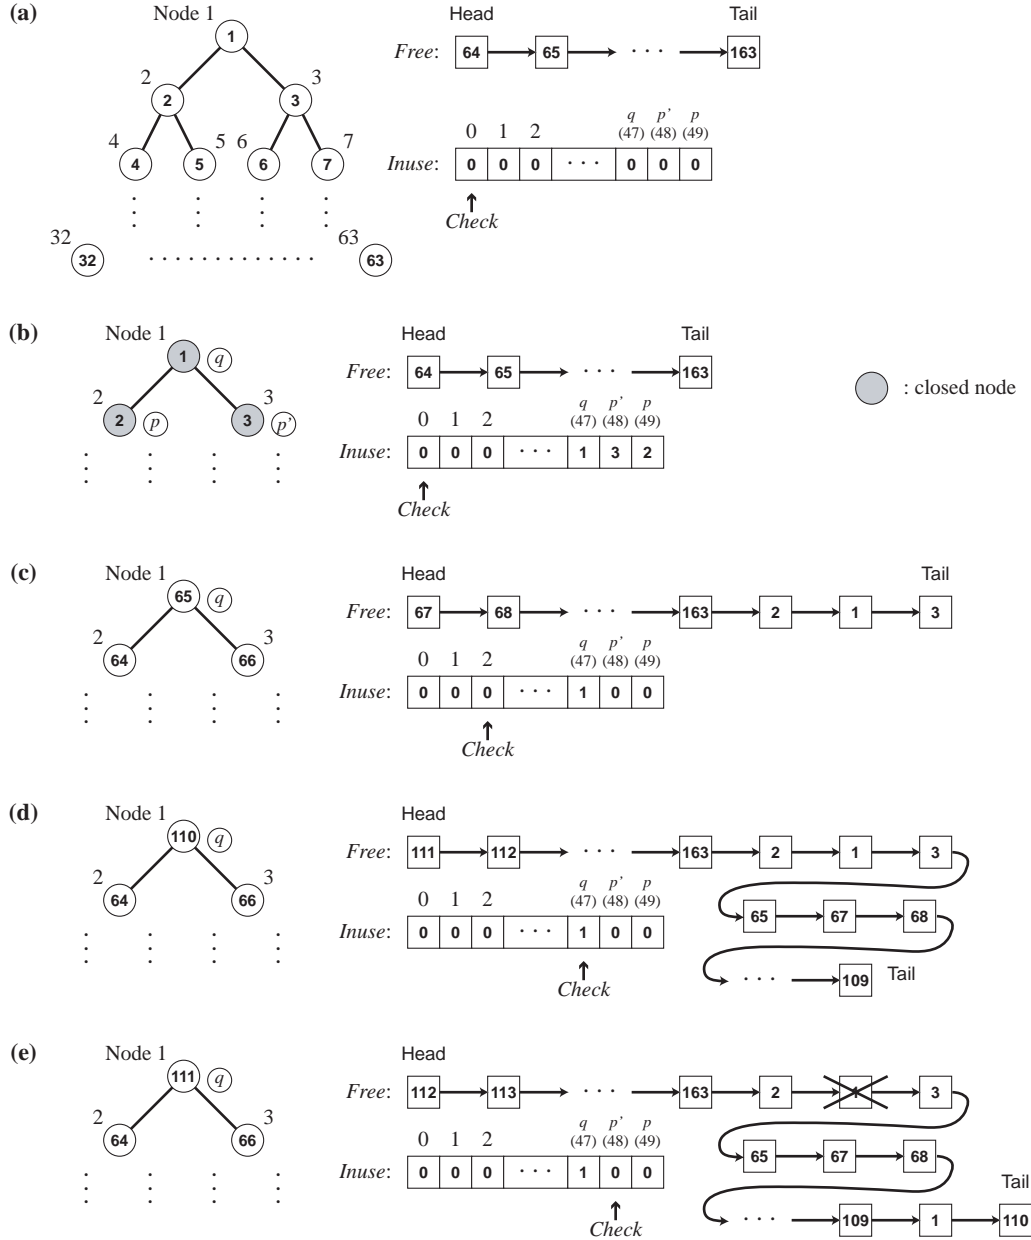 (a) Node 1 Head Tail
1 Free: 64 65 · · · 163
2 3
2 3 q p' p
0 1 2 (47) (48) (49)
4 5 6 7
4 5 6 7 Inuse: 0 0 0 · · · 0 0 0
Check
32 63
32 63
(b) Node 1 Head Tail
1 q Free: 64 65 · · · 163 : closed node
2 3 q p' p
2 p 3 p' 0 1 2 (47) (48) (49)
Inuse: 0 0 0 · · · 1 3 2
Check
(c) Node 1 Head Tail
65 q Free: 67 68 · · · 163 2 1 3
2 3 q p' p
64 66 0 1 2 (47) (48) (49)
Inuse: 0 0 0 · · · 1 0 0
Check
(d) Node 1 Head
110 q Free: 111 112 · · · 163 2 1 3
2 3 q p' p
64 66 0 1 2 (47) (48) (49) 65 67 68
Inuse: 0 0 0 · · · 1 0 0
Check · · · 109 Tail
(e) Node 1 Head
111 q Free: 112 113 · · · 163 2 1 3
2 3 q p' p
64 66 0 1 2 (47) (48) (49) 65 67 68
Inuse: 0 0 0 · · · 1 0 0 Tail
Check · · · 109 1 110